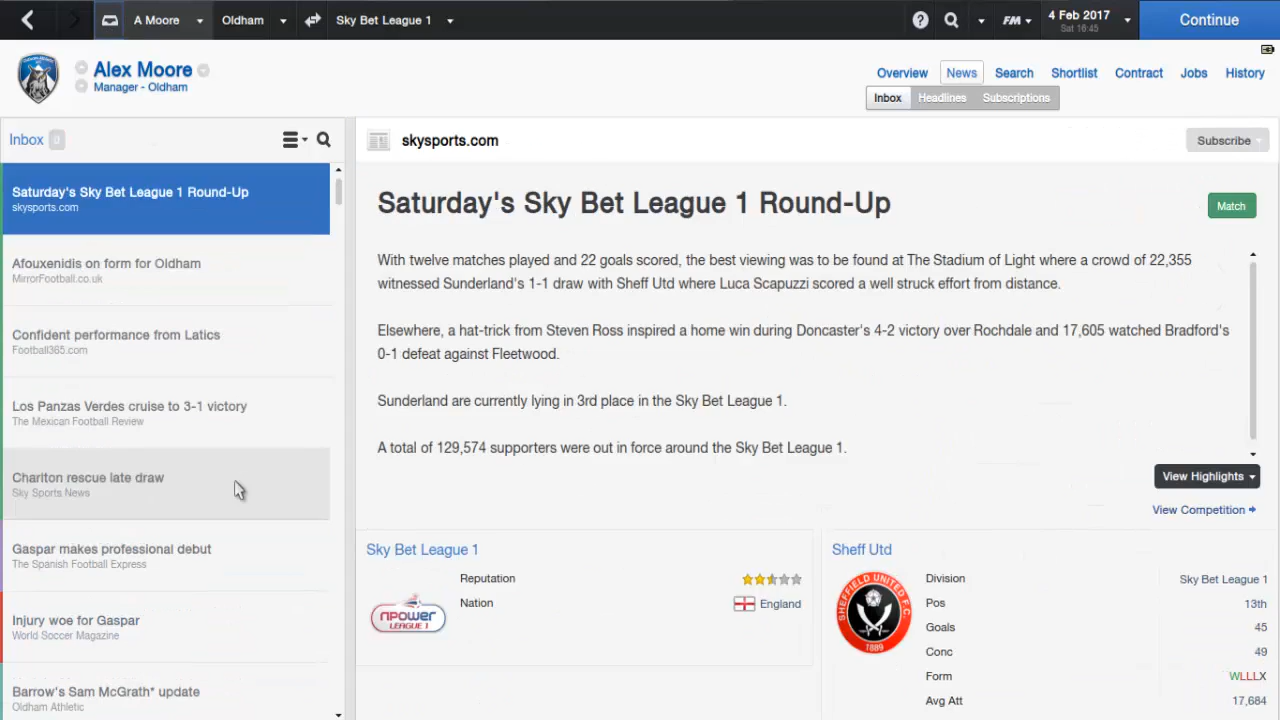 A Moore
Oldham
Sky Bet League 1
FM
4 Feb 2017
Sat 16:45
Continue
Alex Moore
Manager - Oldham
Overview
News
Search
Shortlist
Contract
Jobs
History
Inbox
Headlines
Subscriptions
Inbox 0
skysports.com
Subscribe
Saturday's Sky Bet League 1 Round-Up
skysports.com
Afouxenidis on form for Oldham
MirrorFootball.co.uk
Confident performance from Latics
Football365.com
Los Panzas Verdes cruise to 3-1 victory
The Mexican Football Review
Charlton rescue late draw
Sky Sports News
Gaspar makes professional debut
The Spanish Football Express
Injury woe for Gaspar
World Soccer Magazine
Barrow's Sam McGrath* update
Oldham Athletic
Saturday's Sky Bet League 1 Round-Up
Match
With twelve matches played and 22 goals scored, the best viewing was to be found at The Stadium of Light where a crowd of 22,355
witnessed Sunderland's 1-1 draw with Sheff Utd where Luca Scapuzzi scored a well struck effort from distance.
Elsewhere, a hat-trick from Steven Ross inspired a home win during Doncaster's 4-2 victory over Rochdale and 17,605 watched Bradford's
0-1 defeat against Fleetwood.
Sunderland are currently lying in 3rd place in the Sky Bet League 1.
A total of 129,574 supporters were out in force around the Sky Bet League 1.
View Highlights
View Competition
Sky Bet League 1
Reputation
Nation
England
npower
LEAGUE 1
Sheff Utd
SHEFFIELD UNITED F.C.
1889
Division
Sky Bet League 1
Pos
13th
Goals
45
Conc
49
Form
WLLLX
Avg Att
17,684